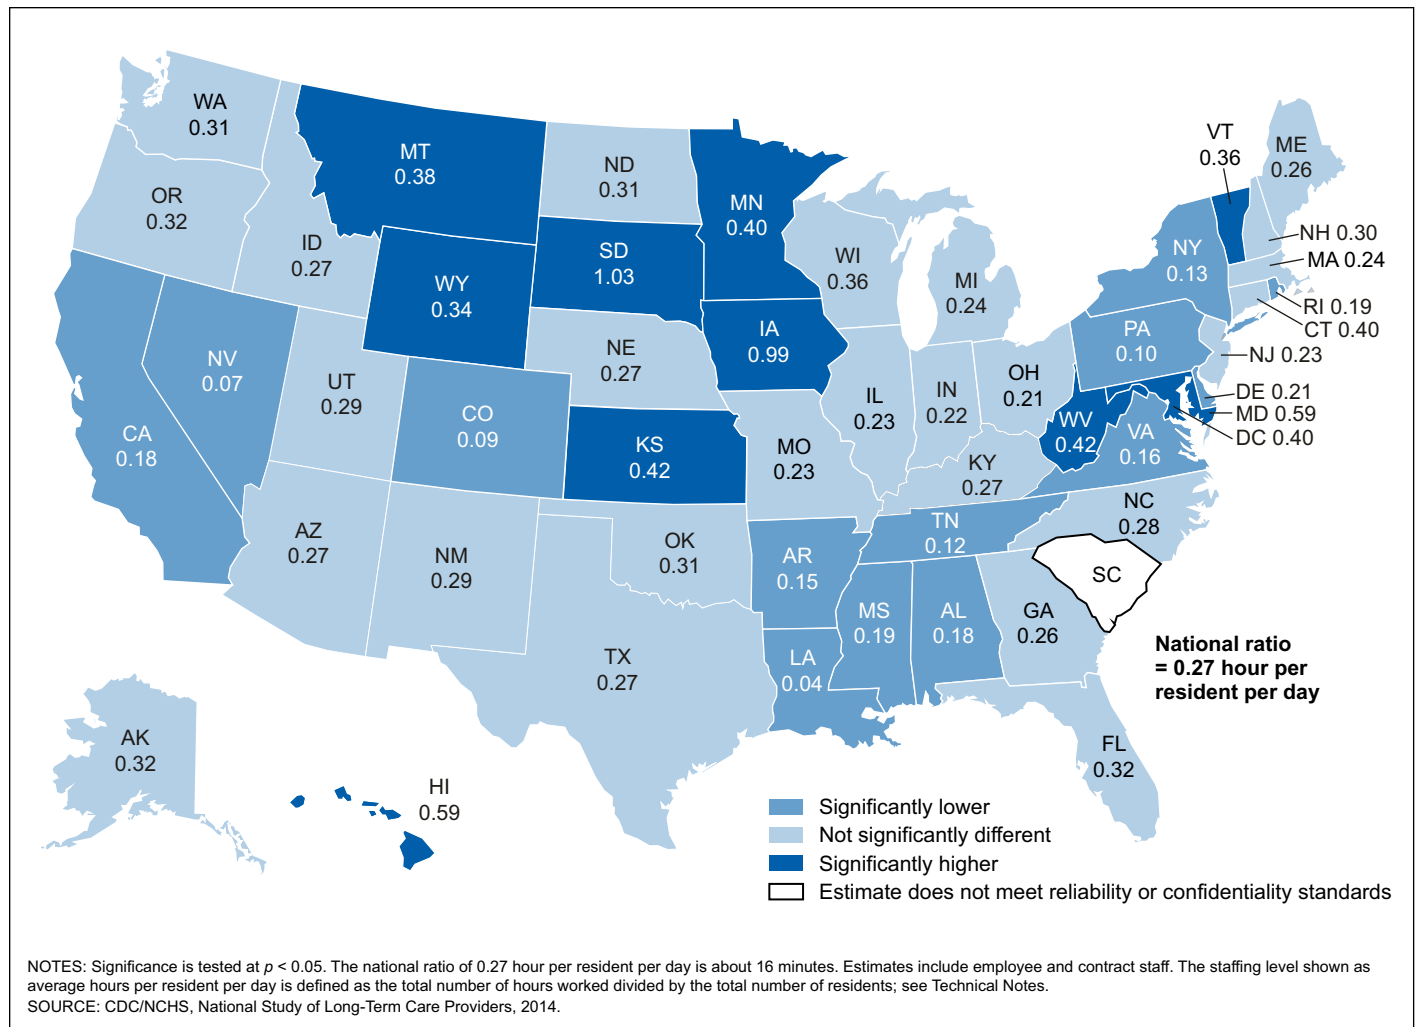 WA
0.31
MT
0.38
ND
0.31
MN
0.40
VT
0.36
ME
0.26
OR
0.32
ID
0.27
SD
1.03
WI
0.36
MI
0.24
NY
0.13
NH 0.30
MA 0.24
RI 0.19
CT 0.40
WY
0.34
IA
0.99
PA
0.10
NJ 0.23
NV
0.07
UT
0.29
NE
0.27
IL
0.23
IN
0.22
OH
0.21
DE 0.21
MD 0.59
DC 0.40
CA
0.18
CO
0.09
KS
0.42
MO
0.23
WV
0.42
VA
0.16
KY
0.27
AZ
0.27
NM
0.29
OK
0.31
AR
0.15
TN
0.12
NC
0.28
SC
MS
0.19
AL
0.18
GA
0.26
TX
0.27
LA
0.04
National ratio
= 0.27 hour per
resident per day
AK
0.32
HI
0.59
FL
0.32
Significantly lower
Not significantly different
Significantly higher
Estimate does not meet reliability or confidentiality standards
NOTES: Significance is tested at p < 0.05. The national ratio of 0.27 hour per resident per day is about 16 minutes. Estimates include employee and contract staff. The staffing level shown as
average hours per resident per day is defined as the total number of hours worked divided by the total number of residents; see Technical Notes.
SOURCE: CDC/NCHS, National Study of Long-Term Care Providers, 2014.